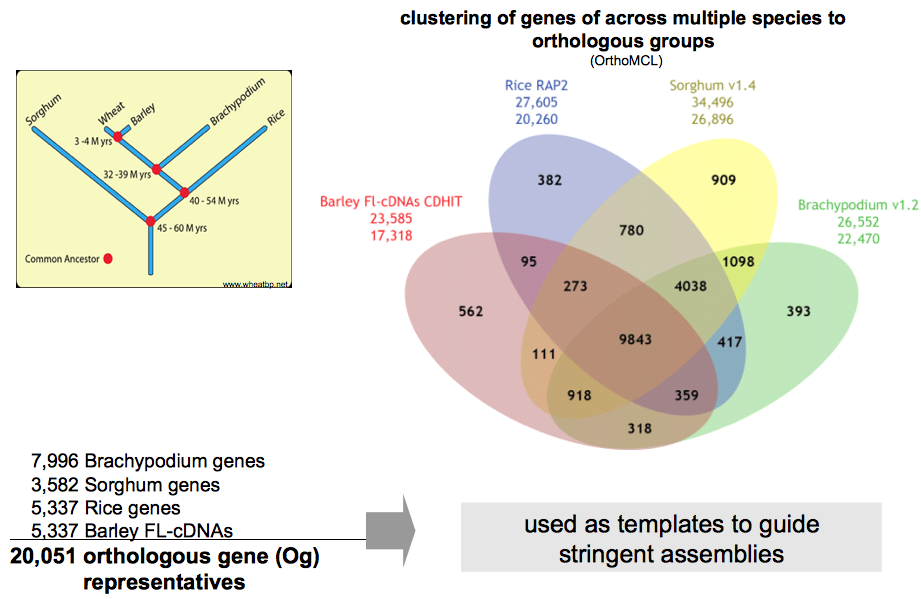 clustering of genes of across multiple species to
orthologous groups
(OrthoMCL)
Sorghum
Wheat
Barley
Brachypodium
Rice
3 -4 M yrs
32 -39 M yrs
40 - 54 M yrs
45 - 60 M yrs
Common Ancestor
www.wheatbp.net
Rice RAP2
27,605
20,260
Sorghum v1.4
34,496
26,896
Barley Fl-cDNAs CDHIT
23,585
17,318
Brachypodium v1.2
26,552
22,470
382
909
780
95
1098
273
4038
562
393
9843
417
111
918
359
318
7,996 Brachypodium genes
3,582 Sorghum genes
5,337 Rice genes
5,337 Barley FL-cDNAs
20,051 orthologous gene (Og)
representatives
used as templates to guide
stringent assemblies